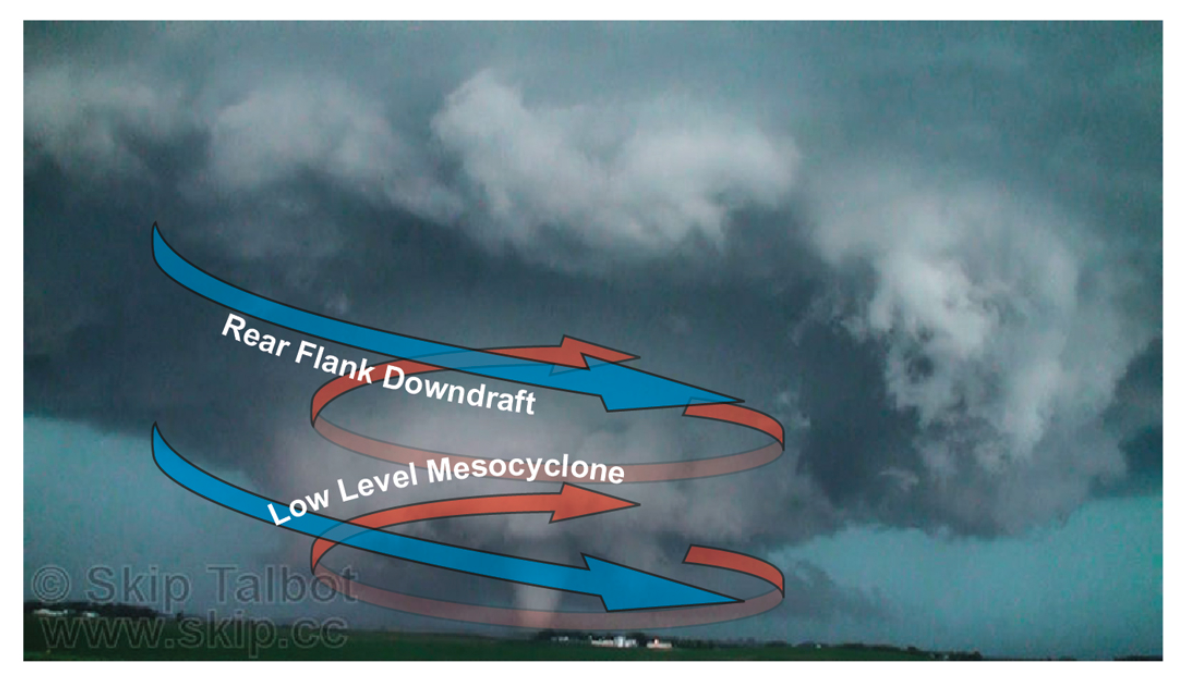 Rear Flank Downdraft
Low Level Mesocyclone
© Skip Talbot
www.skip.cc